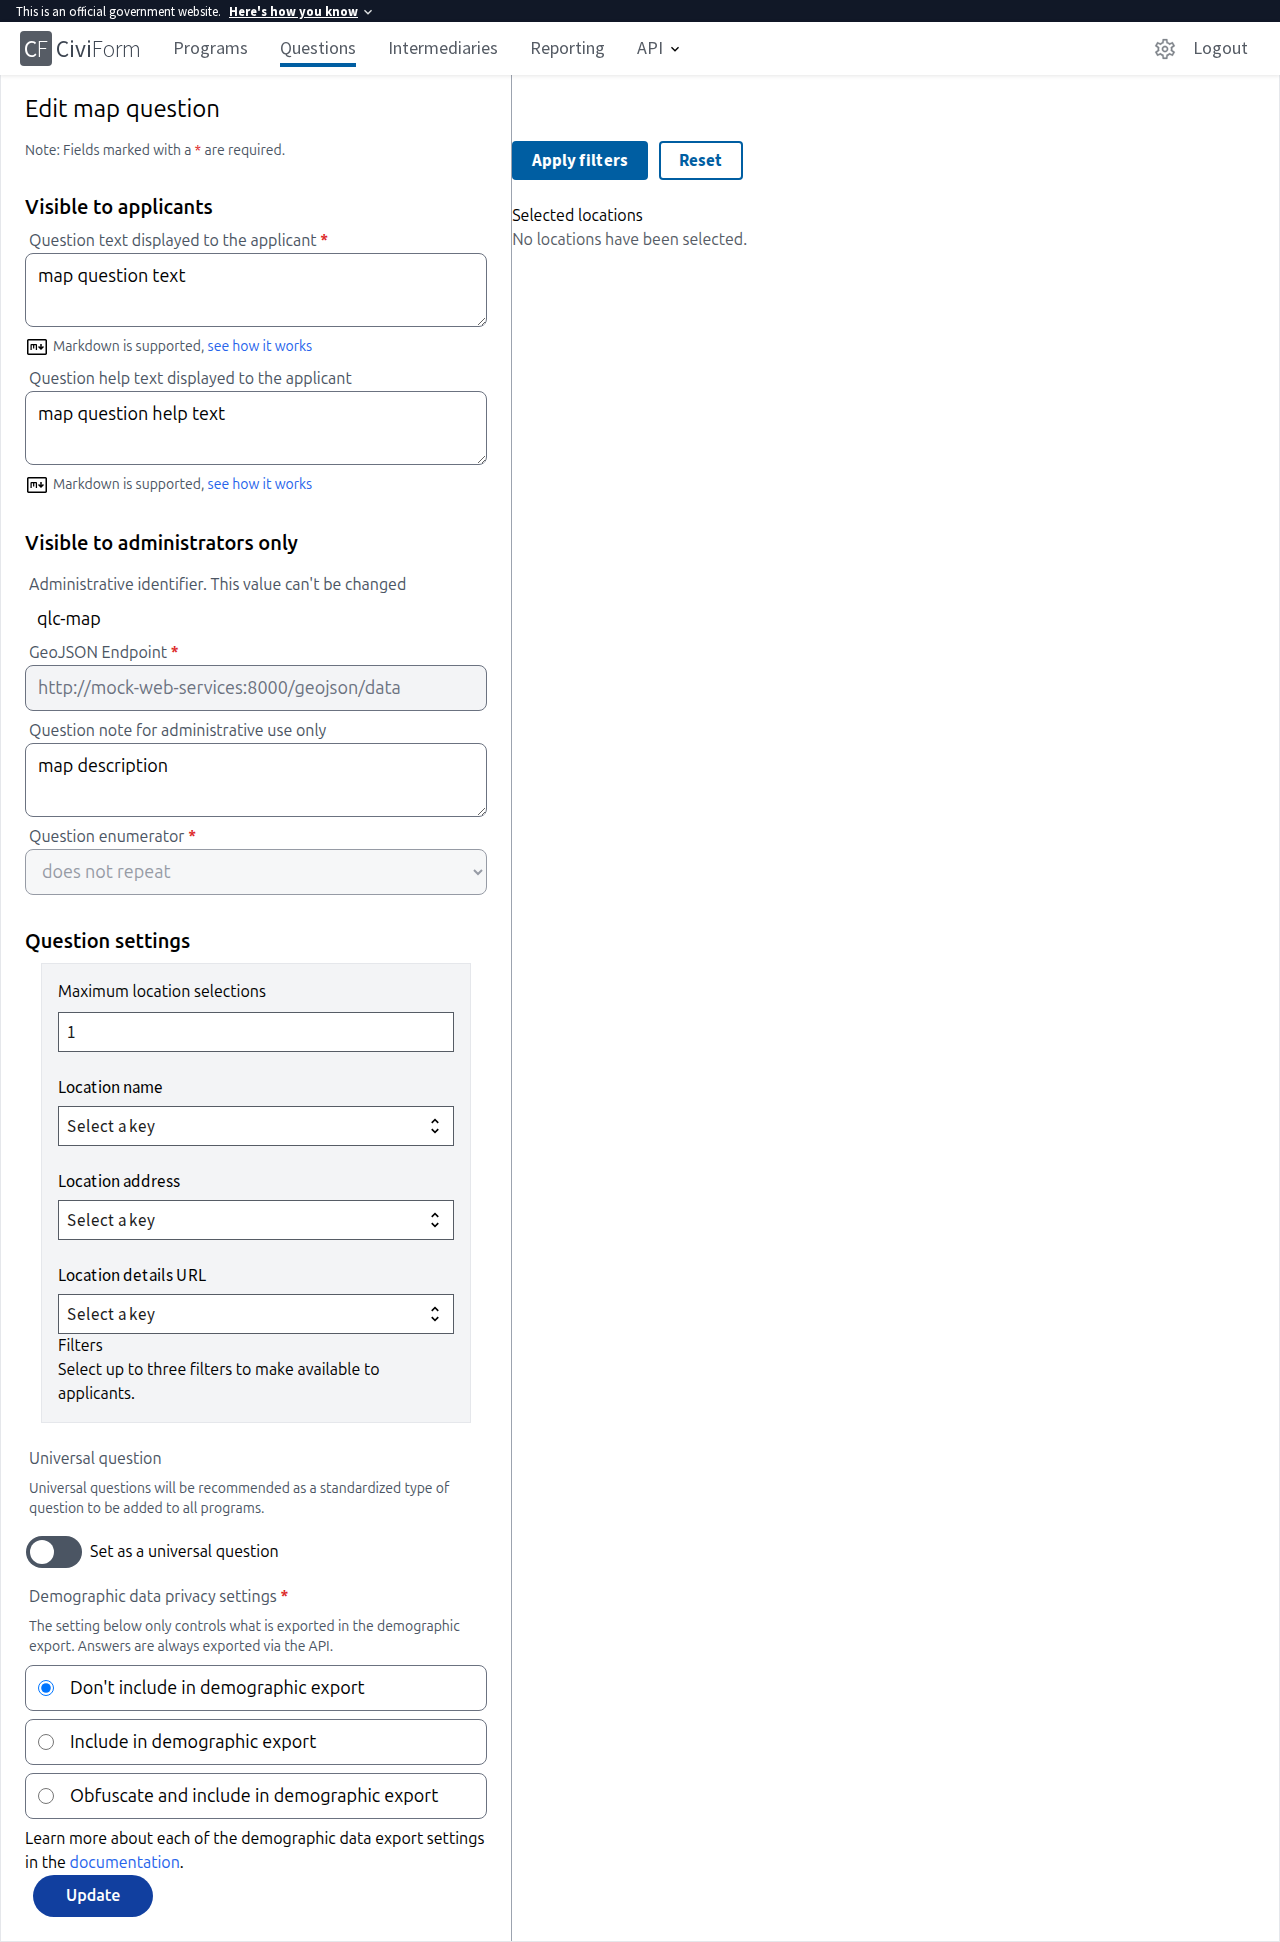 This is an official government website. Here's how you know
CF CiviForm Programs Questions Intermediaries Reporting API Logout
Edit map question
Note: Fields marked with a * are required.
Visible to applicants
Question text displayed to the applicant *
map question text
Markdown is supported, see how it works
Question help text displayed to the applicant
map question help text
Markdown is supported, see how it works
Visible to administrators only
Administrative identifier. This value can't be changed
qlc-map
GeoJSON Endpoint *
http://mock-web-services:8000/geojson/data
Question note for administrative use only
map description
Question enumerator *
does not repeat
Question settings
Maximum location selections
1
Location name
Select a key
Location address
Select a key
Location details URL
Select a key
Filters
Select up to three filters to make available to
applicants.
Universal question
Universal questions will be recommended as a standardized type of
question to be added to all programs.
Set as a universal question
Demographic data privacy settings *
The setting below only controls what is exported in the demographic
export. Answers are always exported via the API.
Don't include in demographic export
Include in demographic export
Obfuscate and include in demographic export
Learn more about each of the demographic data export settings
in the documentation.
Update
Apply filters Reset
Selected locations
No locations have been selected.